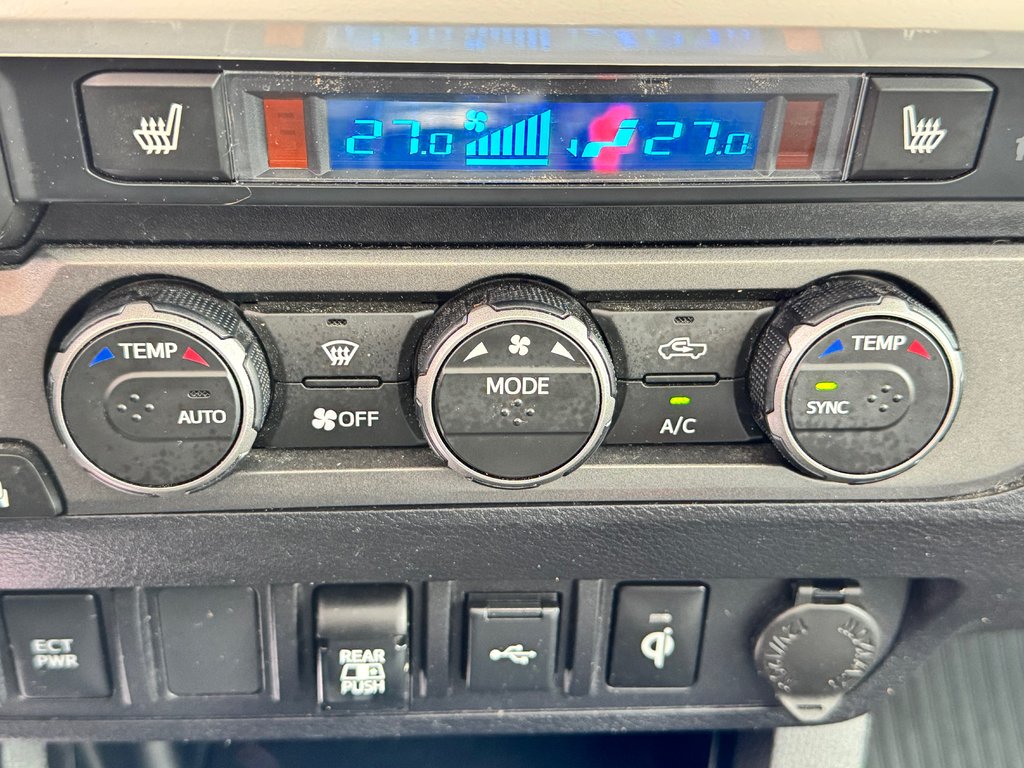 27.0 27.0
TEMP
AUTO
OFF
MODE
A/C
TEMP
SYNC
ECT
PWR
REAR
PUSH